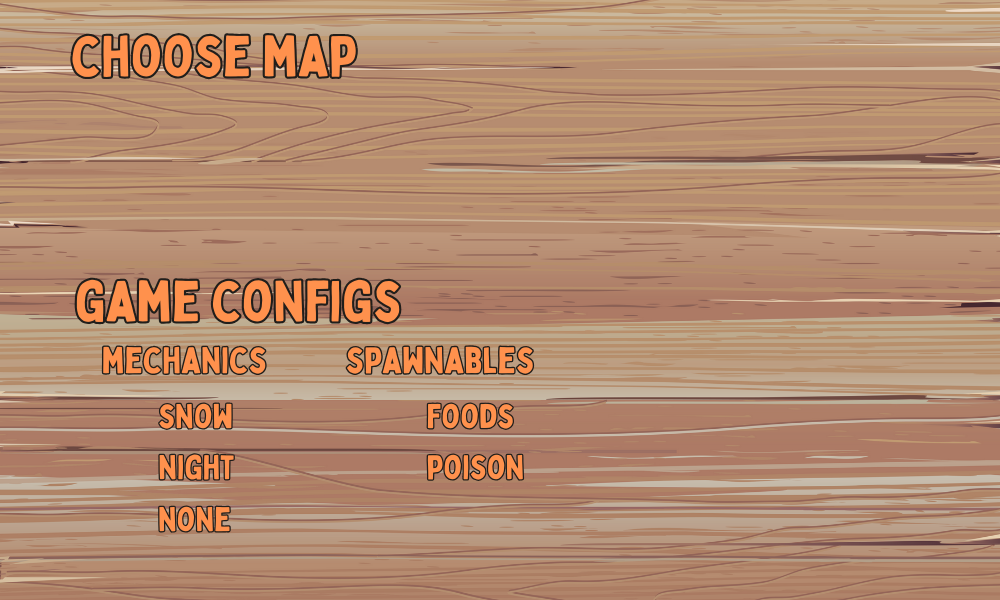 CHOOSE MAP
GAME CONFIGS
MECHANICS SPAWNABLES
SNOW FOODS
NIGHT POISON
NONE